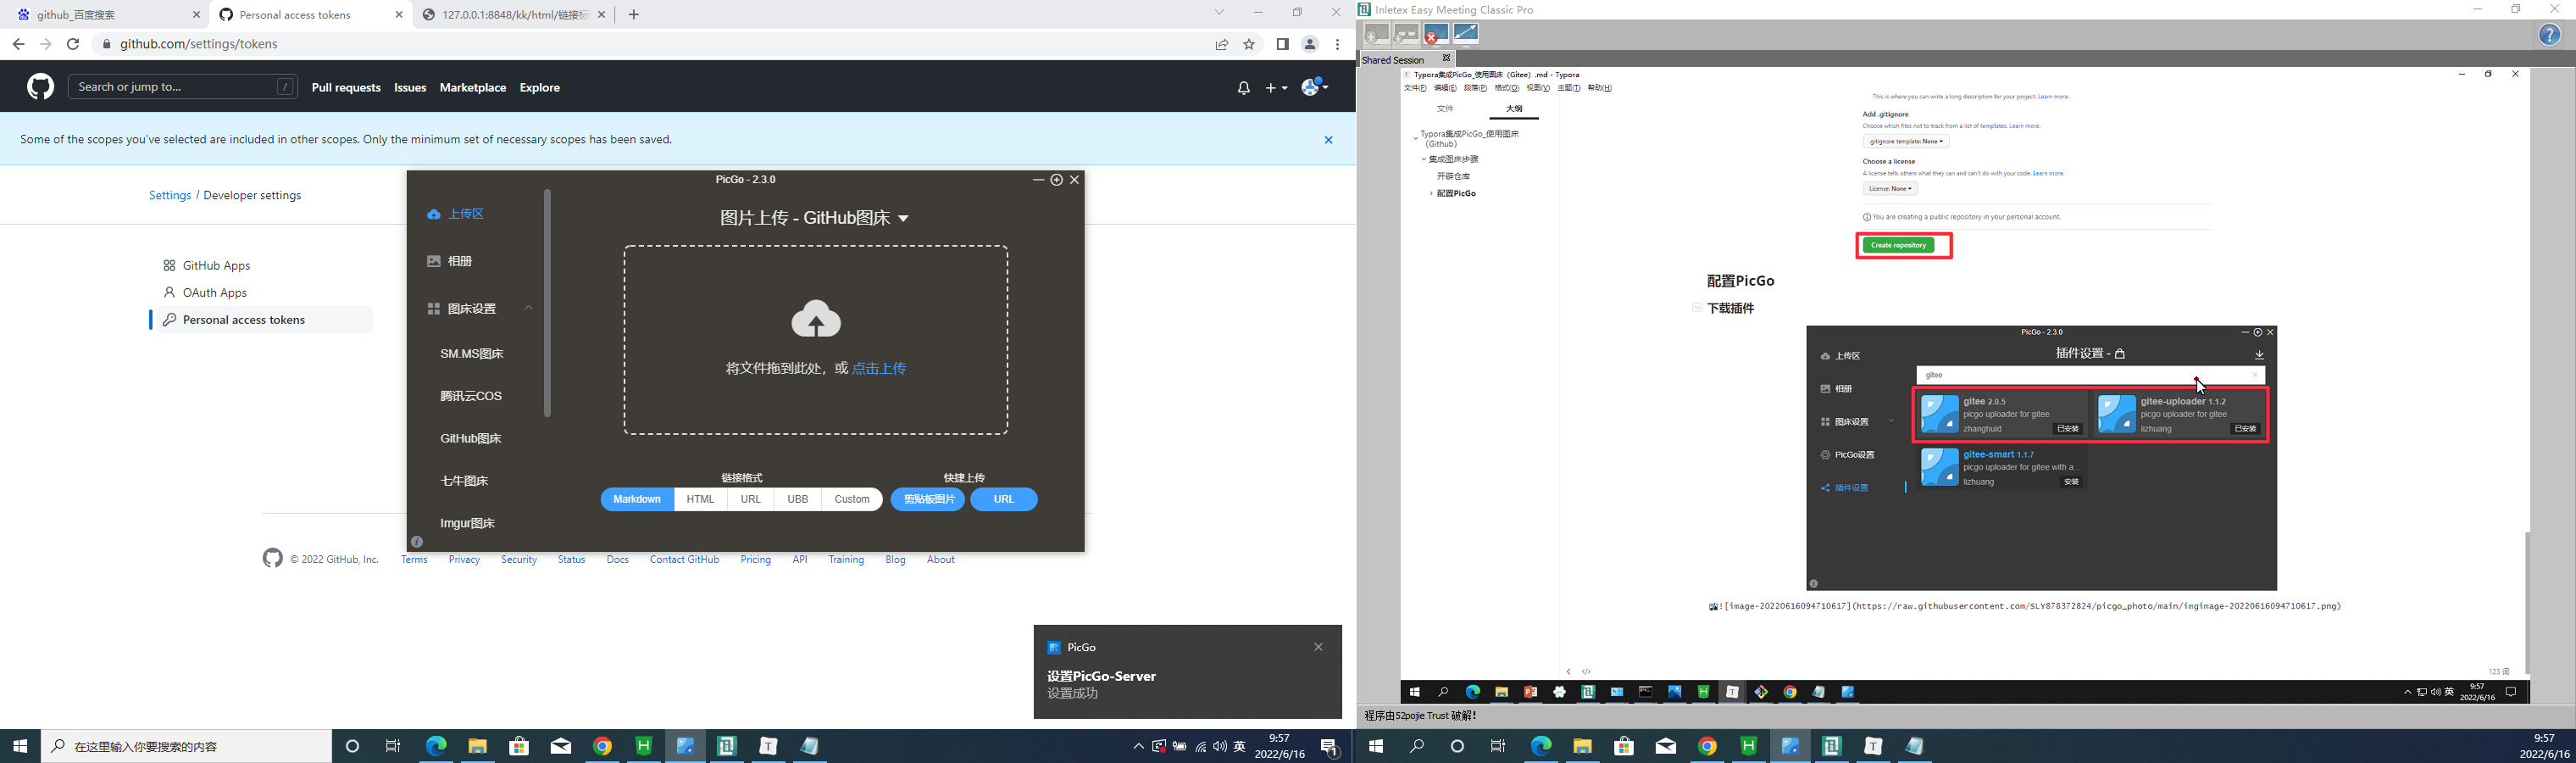 github_百度搜索
Personal access tokens
127.0.0.1:8848/kk/html/链接标
github.com/settings/tokens
Search or jump to...
/
Pull requests
Issues
Marketplace
Explore
Some of the scopes you've selected are included in other scopes. Only the minimum set of necessary scopes has been saved.
Settings / Developer settings
GitHub Apps
OAuth Apps
Personal access tokens
PicGo - 2.3.0
上传区
相册
图床设置
SM.MS图床
腾讯云COS
GitHub图床
七牛图床
Imgur图床
图片上传 - GitHub图床
将文件拖到此处，或 点击上传
链接格式
快捷上传
Markdown
HTML
URL
UBB
Custom
剪贴板图片
URL
© 2022 GitHub, Inc.
Terms
Privacy
Security
Status
Docs
Contact GitHub
Pricing
API
Training
Blog
About
PicGo
设置PicGo-Server
设置成功
在这里输入你要搜索的内容
英
9:57
2022/6/16
1
Inletex Easy Meeting Classic Pro
Shared Session
Typora集成PicGo_使用图床（Gitee）.md - Typora
文件(F) 编辑(E) 段落(P) 格式(O) 视图(V) 主题(T) 帮助(H)
文件
大纲
Typora集成PicGo_使用图床
(Github)
集成图床步骤
开辟仓库
配置PicGo
This is where you can write a long description for your project. Learn more.
Add .gitignore
Choose which files not to track from a list of templates. Learn more.
.gitignore template: None
Choose a license
A license tells others what they can and can't do with your code. Learn more.
License: None
You are creating a public repository in your personal account.
Create repository
配置PicGo
下载插件
PicGo - 2.3.0
上传区
相册
图床设置
PicGo设置
插件设置
插件设置 -
gitee
gitee 2.0.5
picgo uploader for gitee
zhanghuid
已安装
gitee-uploader 1.1.2
picgo uploader for gitee
lizhuang
已安装
gitee-smart 1.1.7
picgo uploader for gitee with a...
lizhuang
安装
![image-20220616094710617](https://raw.githubusercontent.com/SLY878372824/picgo_photo/main/imgimage-20220616094710617.png)
123 词
英
9:57
2022/6/16
程序由52pojie Trust 破解!
9:57
2022/6/16